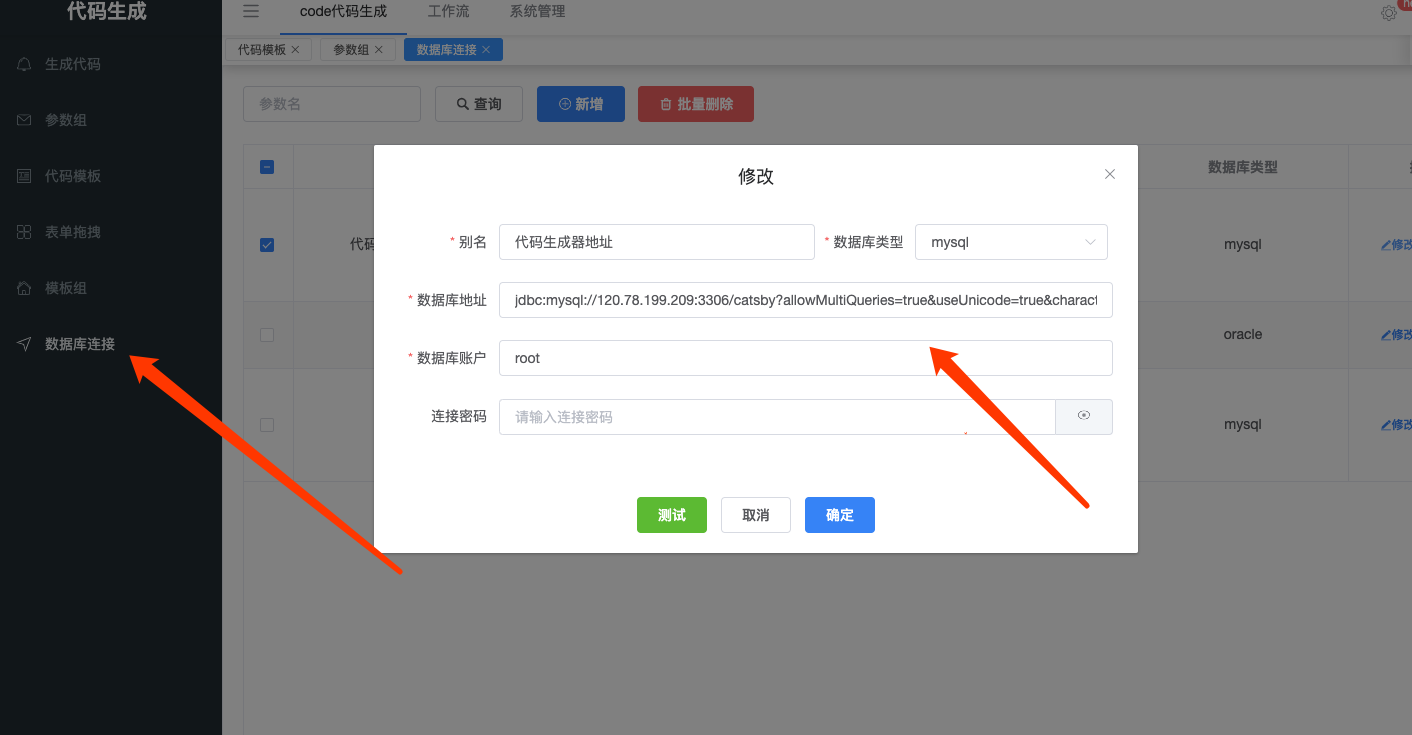 代码生成
code代码生成 工作流 系统管理
代码模板 参数组 数据库连接
生成代码
参数组
代码模板
表单拖拽
模板组
数据库连接
参数名 查询 新增 批量删除
数据库类型
代码
mysql 修改
oracle 修改
mysql 修改
修改
* 别名 代码生成器地址 * 数据库类型 mysql
* 数据库地址 jdbc:mysql://120.78.199.209:3306/catsby?allowMultiQueries=true&useUnicode=true&charact
* 数据库账户 root
连接密码 请输入连接密码
测试 取消 确定